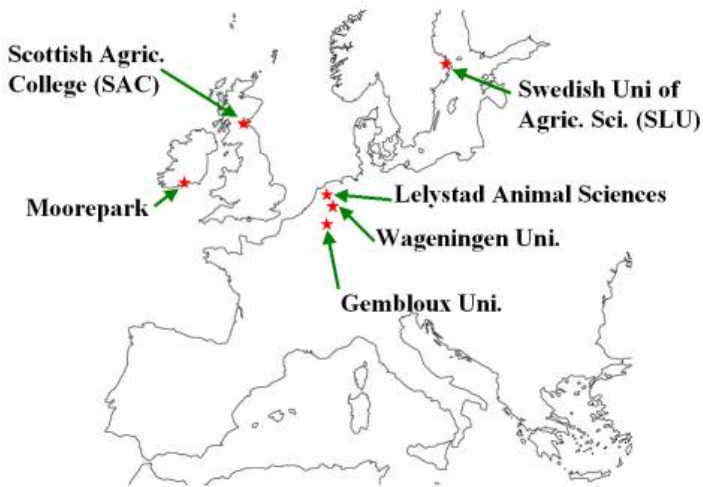 Scottish Agric.
College (SAC)
Swedish Uni of
Agric. Sci. (SLU)
Moorepark
Lelystad Animal Sciences
Wageningen Uni.
Gembloux Uni.